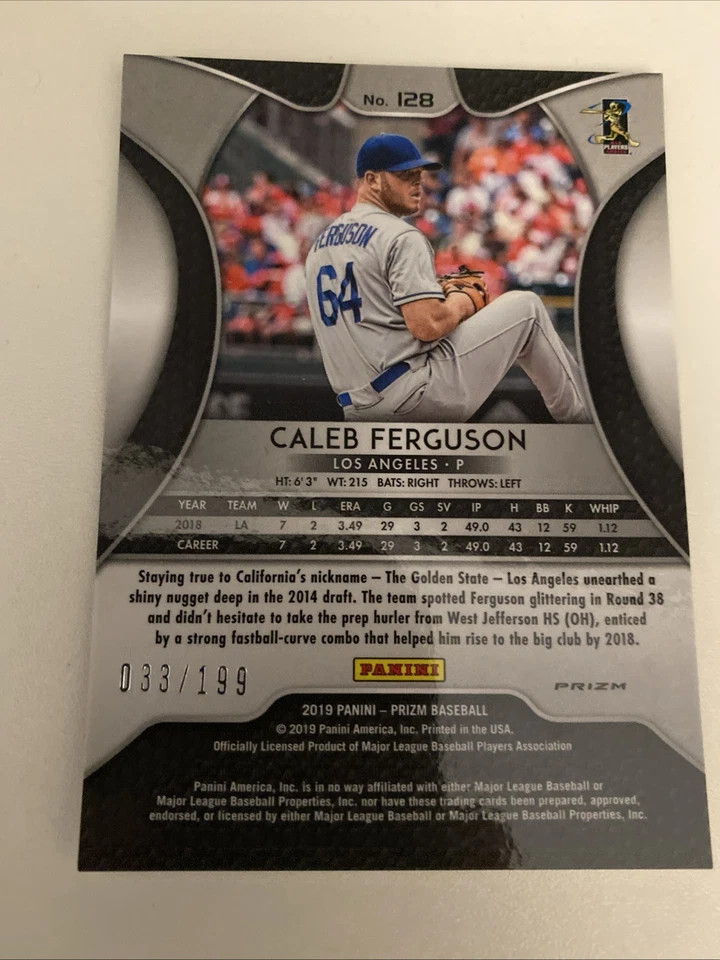 No. 128
PLAYERS
FERGUSON
64
CALEB FERGUSON
LOS ANGELES · P
HT: 6' 3" WT: 215 BATS: RIGHT THROWS: LEFT
YEAR TEAM W L ERA G GS SV IP H BB K WHIP
2018 LA 7 2 3.49 29 3 2 49.0 43 12 59 1.12
CAREER 7 2 3.49 29 3 2 49.0 43 12 59 1.12
Staying true to California's nickname – The Golden State – Los Angeles unearthed a
shiny nugget deep in the 2014 draft. The team spotted Ferguson glittering in Round 38
and didn't hesitate to take the prep hurler from West Jefferson HS (OH), enticed
by a strong fastball-curve combo that helped him rise to the big club by 2018.
033/199
PANINI
PRIZM
2019 PANINI – PRIZM BASEBALL
© 2019 Panini America, Inc. Printed in the USA.
Officially Licensed Product of Major League Baseball Players Association
Panini America, Inc. is in no way affiliated with either Major League Baseball or
Major League Baseball Properties, Inc. nor have these trading cards been prepared, approved,
endorsed, or licensed by either Major League Baseball or Major League Baseball Properties, Inc.